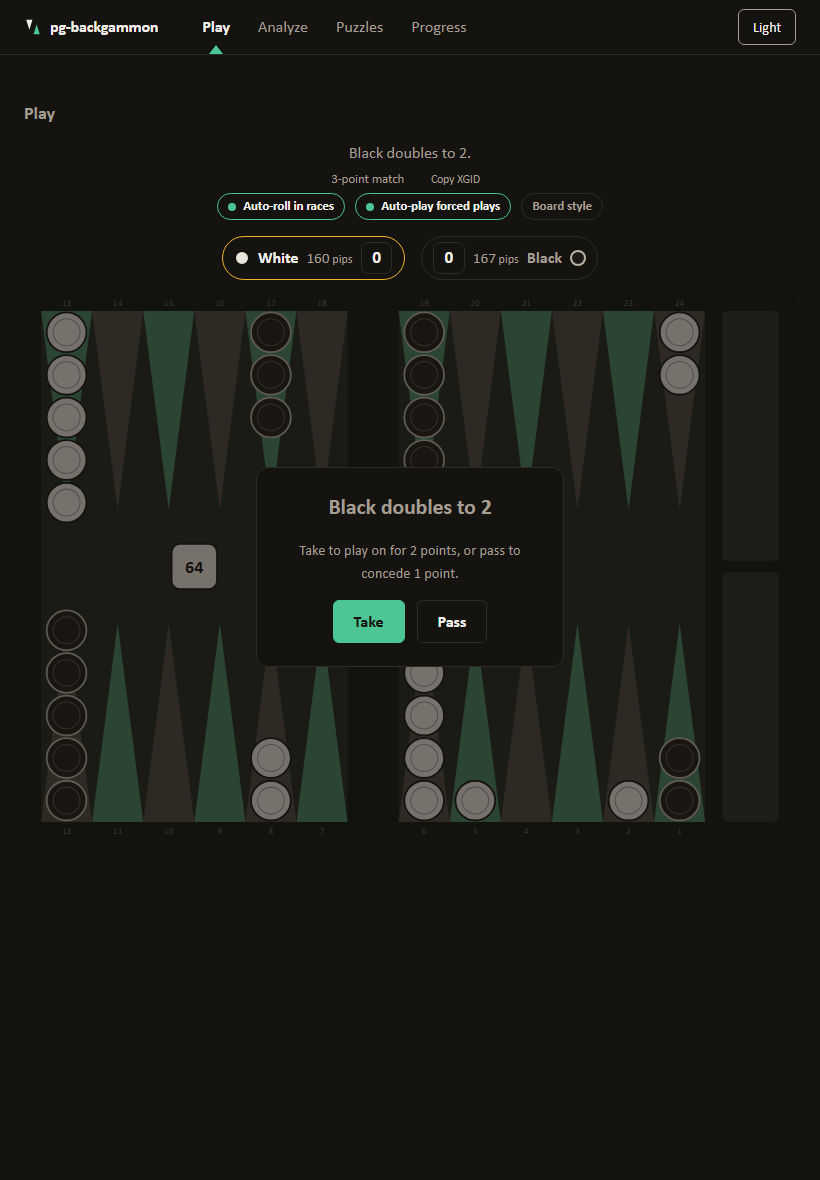 pg-backgammon Play Analyze Puzzles Progress Light
Play
Black doubles to 2.
3-point match Copy XGID
Auto-roll in races Auto-play forced plays Board style
White 160 pips 0 0 167 pips Black
13 14 15 16 17 18 19 20 21 22 23 24
Black doubles to 2
Take to play on for 2 points, or pass to
concede 1 point.
64
Take Pass
12 11 10 9 8 7 6 5 4 3 2 1